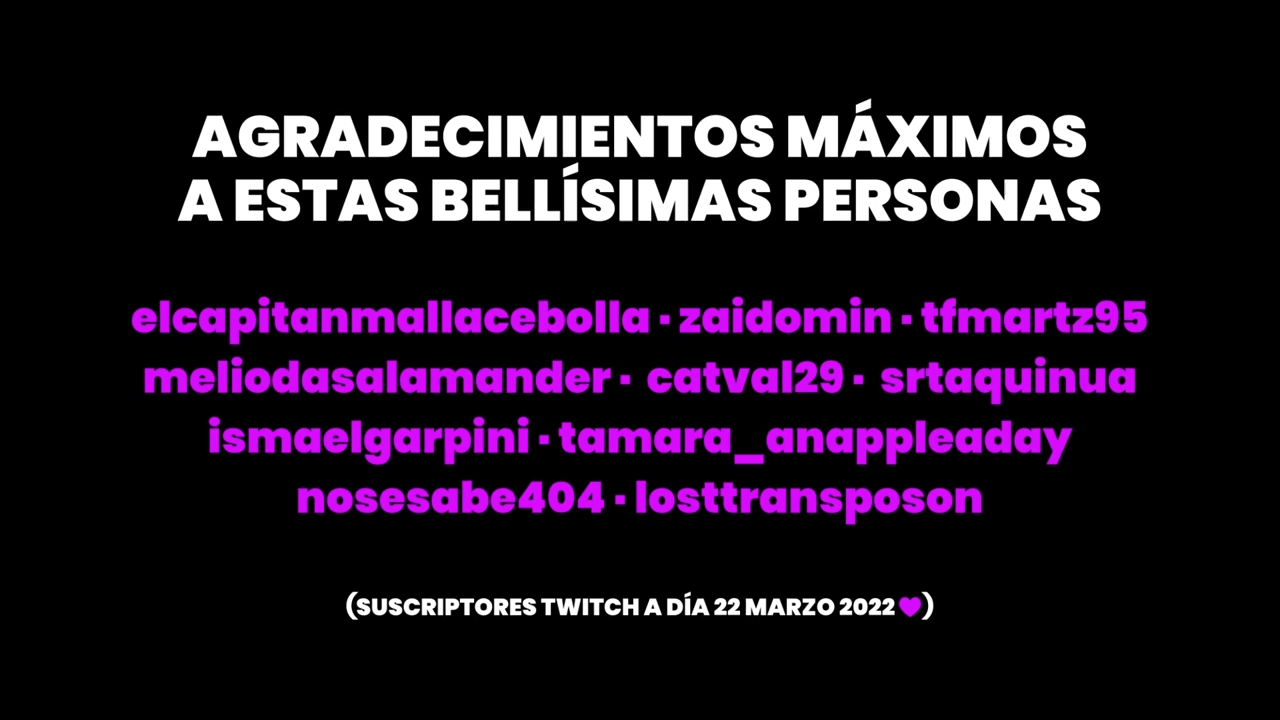 AGRADECIMIENTOS MÁXIMOS
A ESTAS BELLÍSIMAS PERSONAS
elcapitanmallacebolla · zaidomin · tfmartz95
meliodasalamander · catval29 · srtaquinua
ismaelgarpini · tamara_anappleaday
nosesabe404 · losttransposon
(SUSCRIPTORES TWITCH A DÍA 22 MARZO 2022 💜)